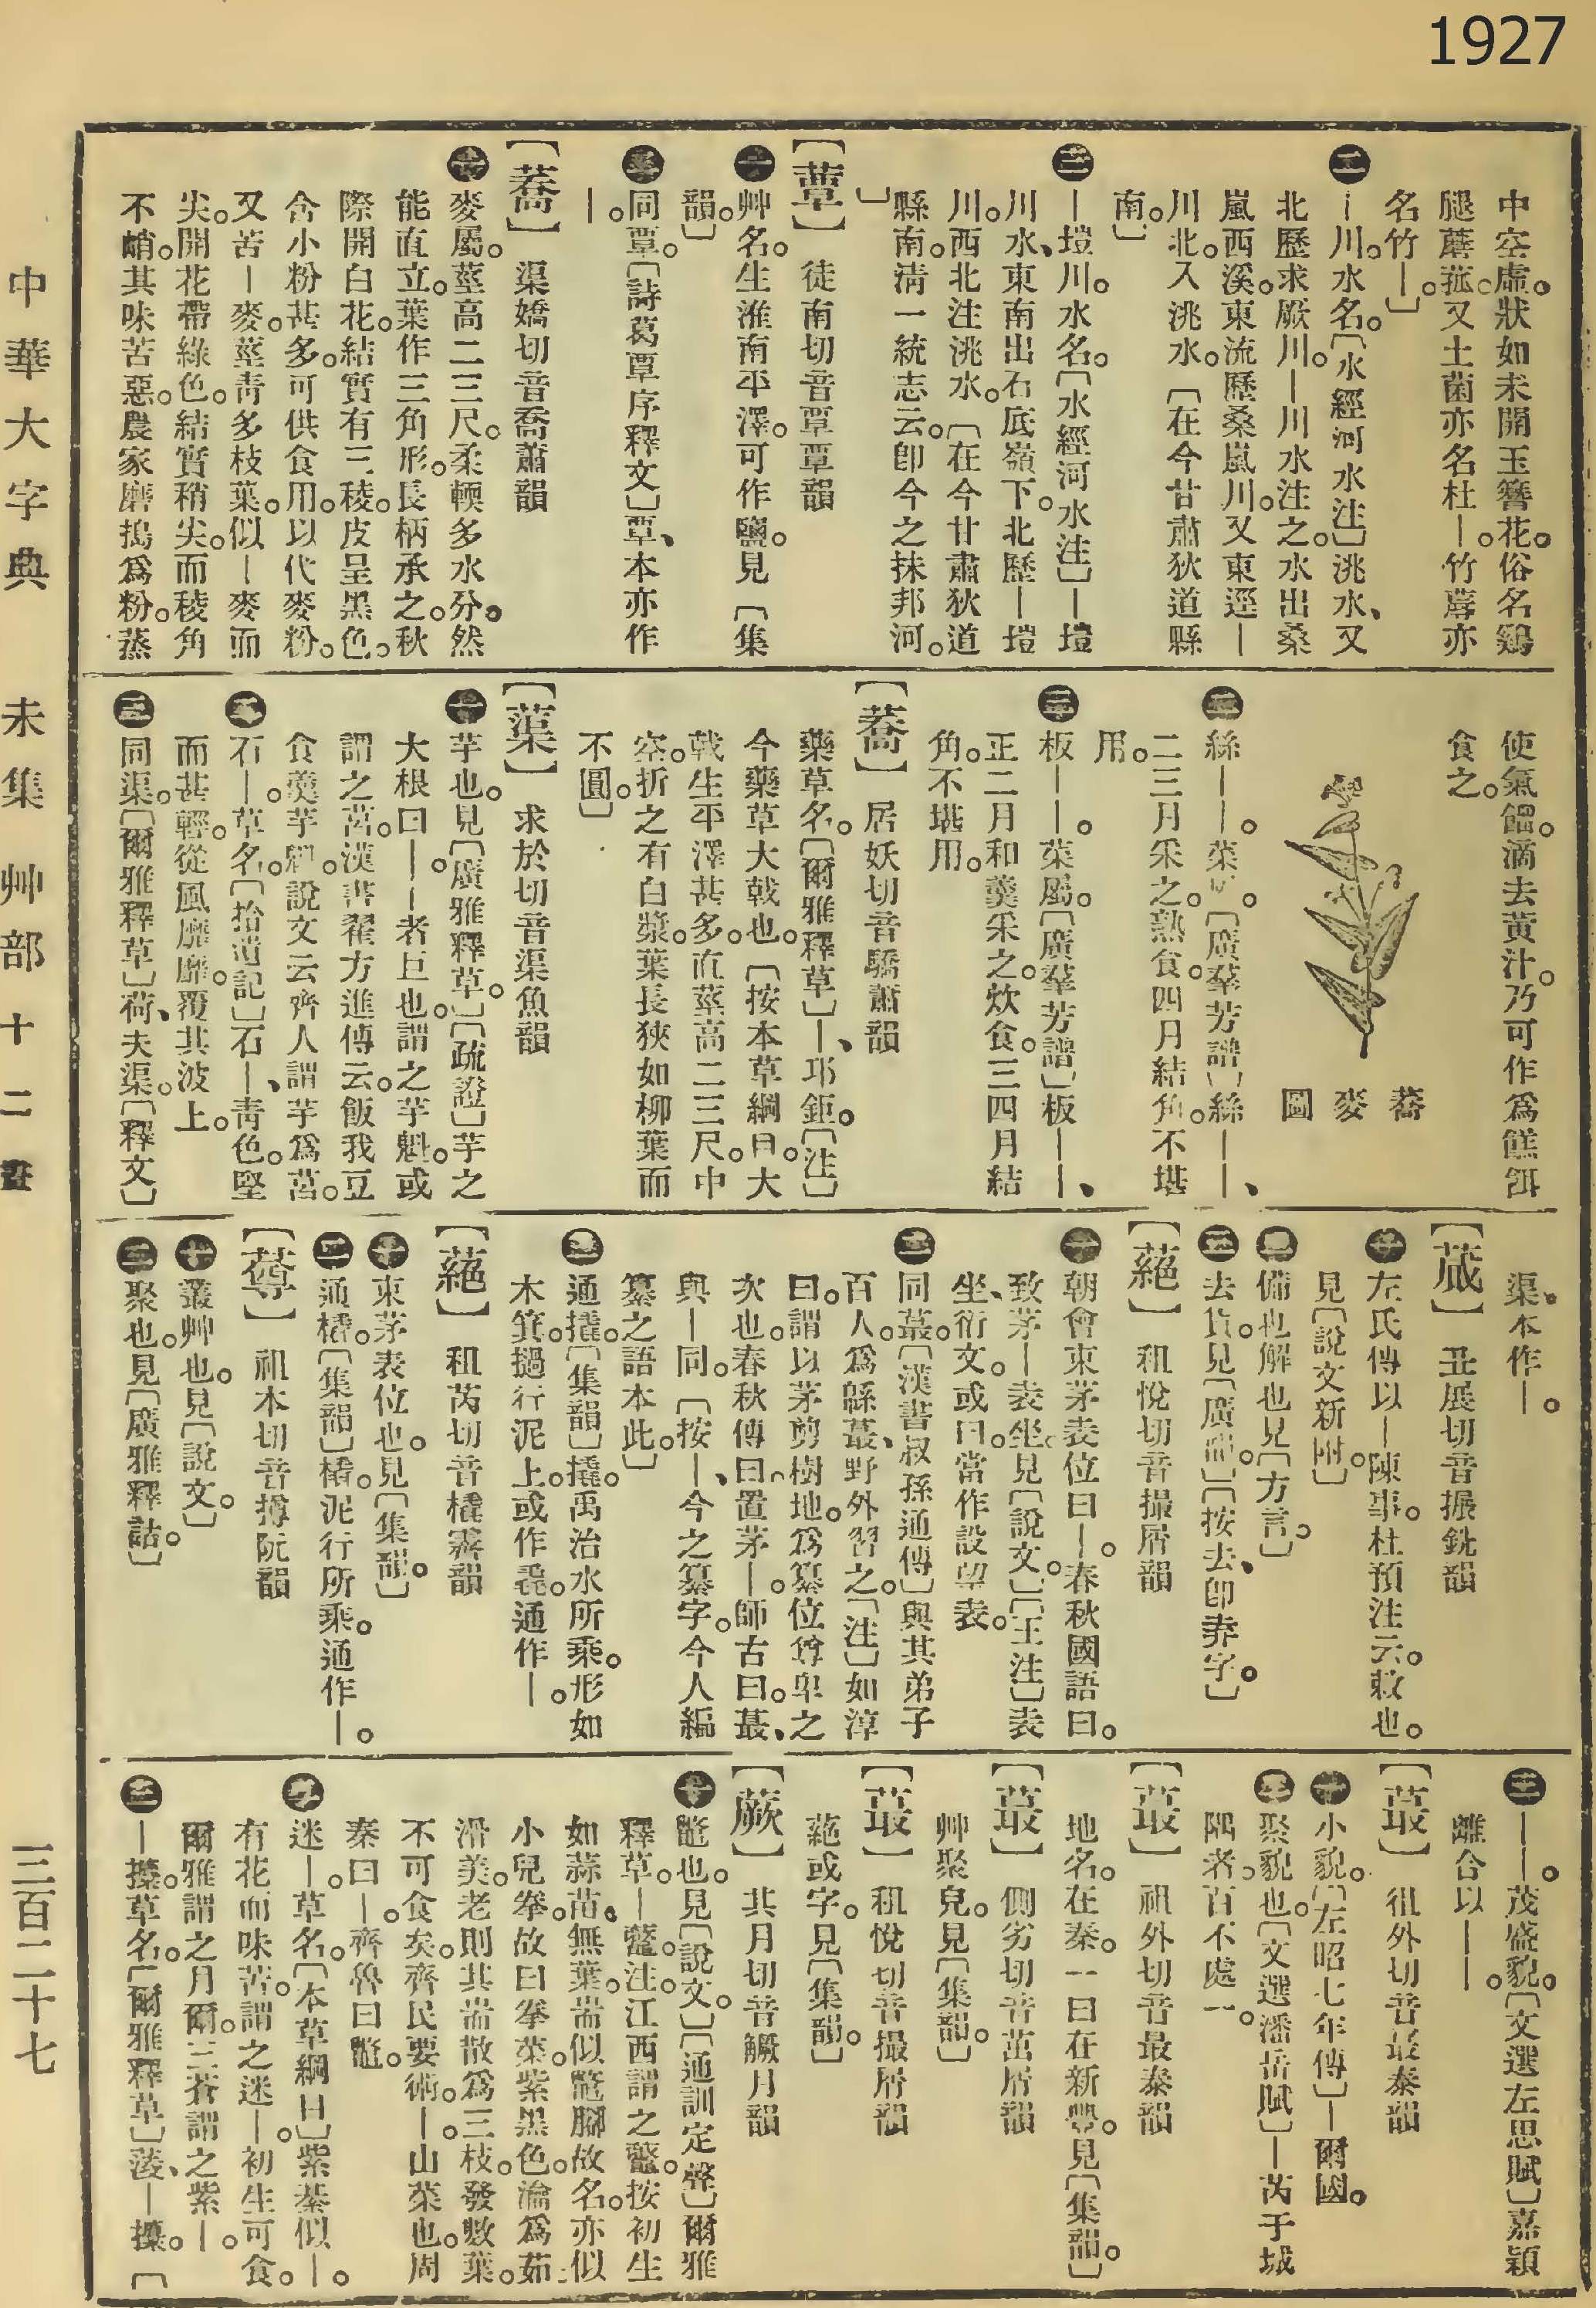 1927
中空虛。狀如未開玉簪花。俗名鷄
腿蘑菰。又土菌亦名杜｜。竹蓐亦
名竹｜。〕
㊁｜川。水名。〔水經河水注〕洮水、又
北歷求厥川。｜川水注之。水出桑
嵐西溪。東流歷桑嵐川。又東逕｜
川北。入洮水。〔在今甘肅狄道縣
南。〕
㊂｜塏川。水名。〔水經河水注〕｜塏
川水、東南出石底嶺下。北歷｜塏
川。西北注洮水。〔在今甘肅狄道
縣南。淸一統志云。卽今之抹邦河。
〕
〔蕈〕　徒南切音覃覃韻
㊀艸名。生淮南平澤。可作鹽。見〔集
韻。〕
同覃。〔詩葛覃序釋文〕覃、本亦作
｜。
〔蕎〕　渠嬌切音喬蕭韻
麥屬。莖高二三尺。柔輭多水分。然
能直立。葉作三角形。長柄承之。秋
際開白花。結實有三稜。皮呈黑色。
含小粉甚多。可供食用。以代麥粉。
又苦｜麥。莖靑多枝葉。似｜麥而
尖。開花帶綠色。結實稍尖。而稜角
不峭。其味苦惡。農家磨搗爲粉。蒸
使氣餾。滴去黃汁。乃可作爲餻餌
食之。
蕎麥圖
絲｜｜。菜。〔廣羣芳譜〕絲｜｜、
二三月采之。熟食。四月結角。不堪
用。
㊂板｜｜。菜屬。〔廣羣芳譜〕板｜｜、
正二月和羹采之。炊食。三四月結
角。不堪用。
〔蕎〕　居妖切音驕蕭韻
藥草名。〔爾雅釋草〕｜、邛鉅。〔注〕
今藥草大戟也。〔按本草綱目。大
戟生平澤甚多。直莖高二三尺。中
空。折之有白漿。葉長狹如柳葉而
不圓。〕
〔蕖〕　求於切音渠魚韻
芋也。見〔廣雅釋草。〕〔疏證〕芋之
大根曰｜。｜者巨也。謂之芋魁。或
謂之莒。漢書翟方進傳云。飯我豆
食羹芋魁。說文云。齊人謂芋爲莒。
石｜。草名。〔拾遺記〕石｜、靑色。堅
而甚輕。從風靡靡。覆其波上。
㊂同渠。〔爾雅釋草〕荷、夫渠。〔釋文〕
渠、本作｜。
〔蕆〕　丑展切音搌銑韻
左氏傳以｜陳事。杜預注云。敕也。
見〔說文新附。〕
備也。解也。見〔方言。〕
㊂去貨。見〔廣韻。〕〔按去、卽弆字。〕
〔蕝〕　租悅切音撮屑韻
㊀朝會束茅表位曰｜。春秋國語曰。
致茅｜表坐。見〔說文。〕〔王注〕表
坐、衍文。或曰。當作設望表。
㊁同蕞。〔漢書叔孫通傳〕與其弟子
百人。爲緜蕞、野外習之。〔注〕如淳
曰。謂以茅剪樹地。爲纂位尊卑之
次也。春秋傳曰。置茅｜。師古曰。蕞、
與｜同。〔按｜、今之纂字。今人編
纂之語本此。〕
㊂通撬。〔集韻〕撬。禹治水所乘。形如
木箕。擿行泥上。或作毳。通作｜。
〔蕝〕　租芮切音橇霽韻
束茅表位也。見〔集韻。〕
㊁通橇。〔集韻〕橇。泥行所乘。通作｜。
〔蕁〕　祖本切音撙阮韻
叢艸也。見〔說文。〕
㊁聚也。見〔廣雅釋詁。〕
㊂｜｜。茂盛貌。〔文選左思賦〕嘉穎
離合以｜｜。
〔蕞〕　徂外切音最泰韻
小貌。〔左昭七年傳〕｜爾國。
聚貌也。〔文選潘岳賦〕｜芮于城
隅者。百不處一。
〔蕞〕　祖外切音最泰韻
地名。在秦。一曰在新豐。見〔集韻。〕
〔蕞〕　側劣切音茁屑韻
艸聚皃。見〔集韻。〕
〔蕞〕　租悅切音撮屑韻
蕝或字。見〔集韻。〕
〔蕨〕　其月切音鱖月韻
虌也。見〔說文。〕〔通訓定聲〕爾雅
釋草。｜虌。注。江西謂之虌。按初生
如蒜苗。無葉。耑似虌腳。故名。亦似
小兒拳。故曰拳菜。紫黑色。瀹爲茹
滑美。老則其耑散爲三枝。發數葉。
不可食矣。齊民要術。｜。山菜也。周
秦曰｜。齊魯曰虌。
迷｜。草名。〔本草綱目〕紫綦似｜。
有花而味苦。謂之迷｜。初生可食。
爾雅謂之月爾。三蒼謂之紫｜。
㊂｜攗。草名。〔爾雅釋草〕蔆、｜攗。〔
中華大字典　未集　艸部　十二畫　三百二十七